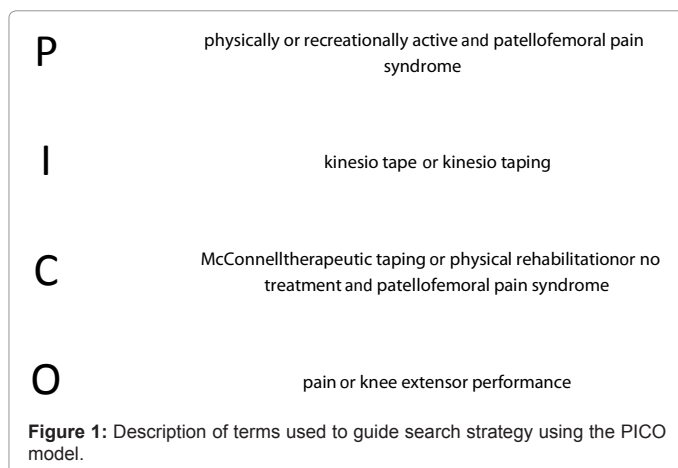 P
physically or recreationally active and patellofemoral pain
syndrome
I
kinesio tape or kinesio taping
C
McConnelltherapeutic taping or physical rehabilitationor no
treatment and patellofemoral pain syndrome
O
pain or knee extensor performance
Figure 1: Description of terms used to guide search strategy using the PICO
model.